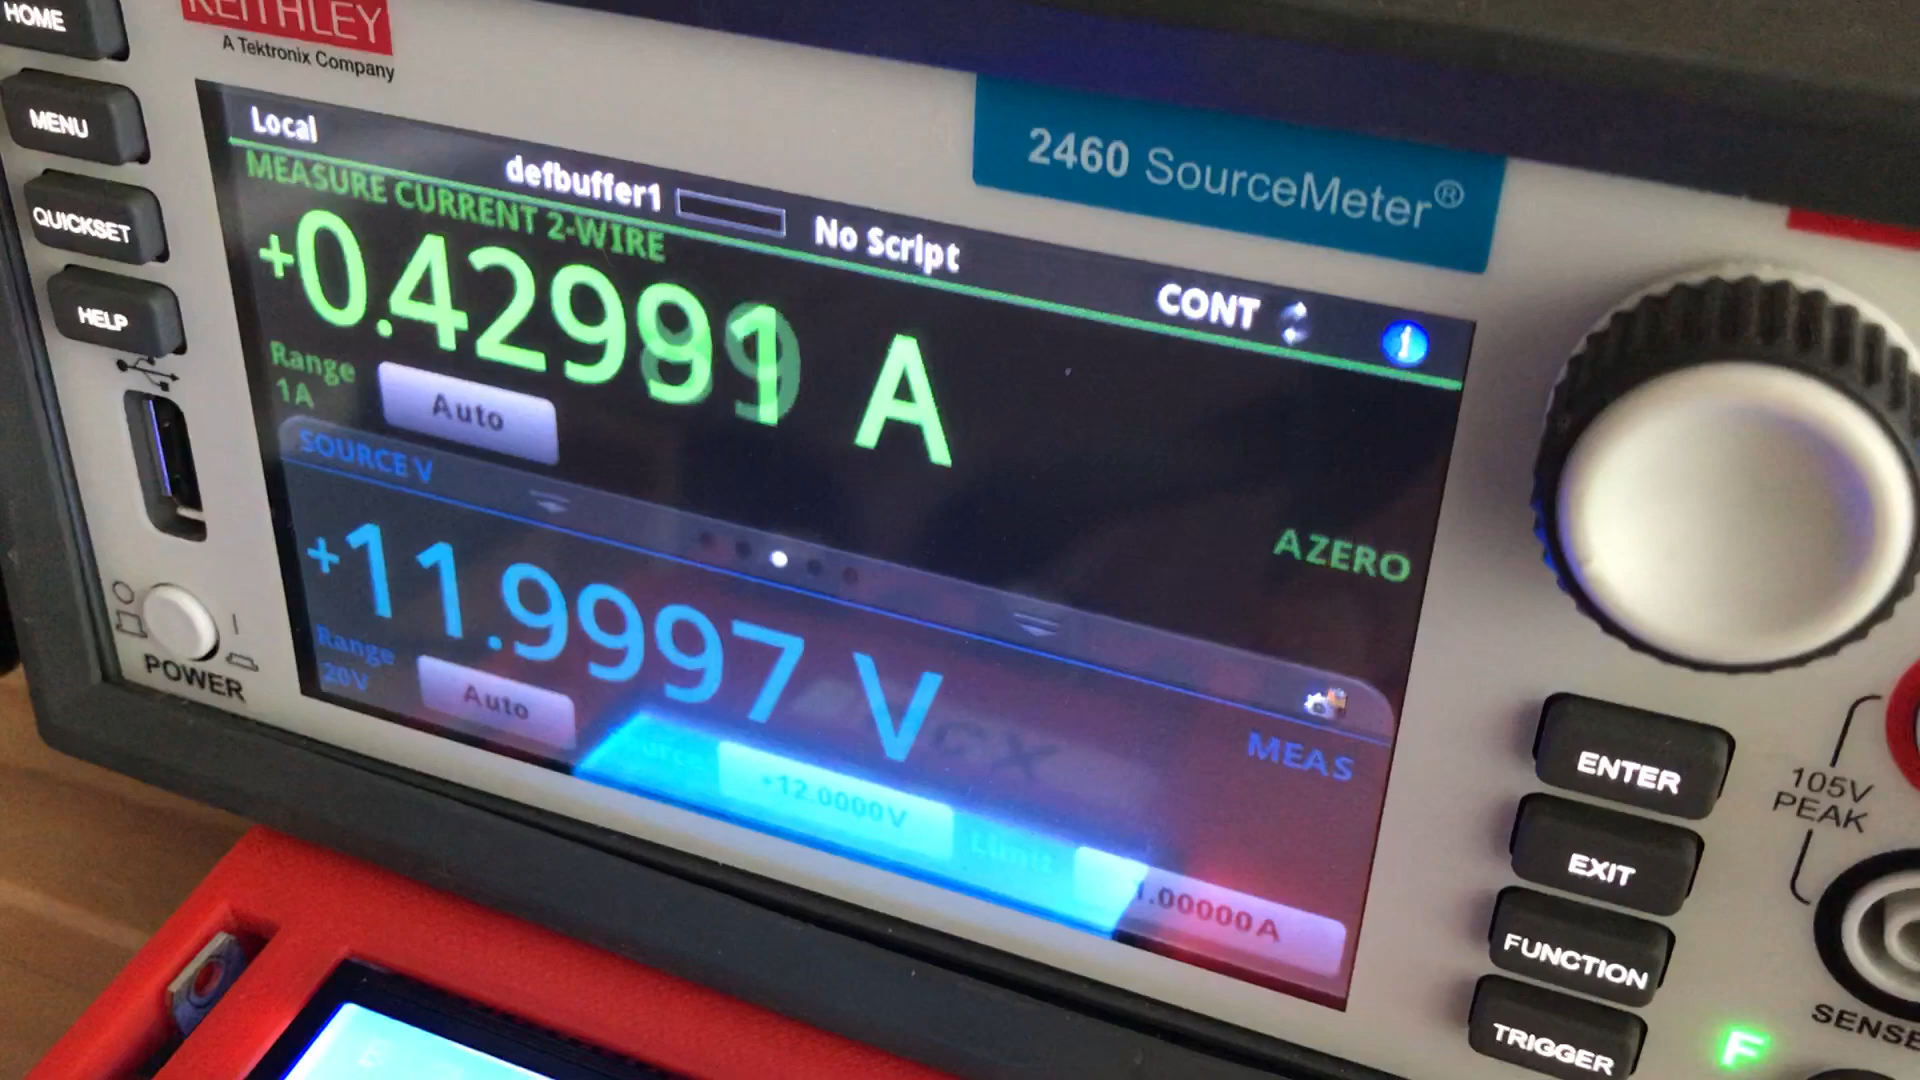 HOME
KEITHLEY
A Tektronix Company
MENU
QUICKSET
HELP
POWER
2460 SourceMeter®
Local
defbuffer1
No Script
CONT
MEASURE CURRENT 2-WIRE
+0.42991 A
Range
1A
Auto
AZERO
SOURCE V
+11.9997 V
Range
20V
Auto
MEAS
Source
+12.0000V
Limit
1.00000A
ENTER
EXIT
FUNCTION
TRIGGER
105V
PEAK
SENSE
F